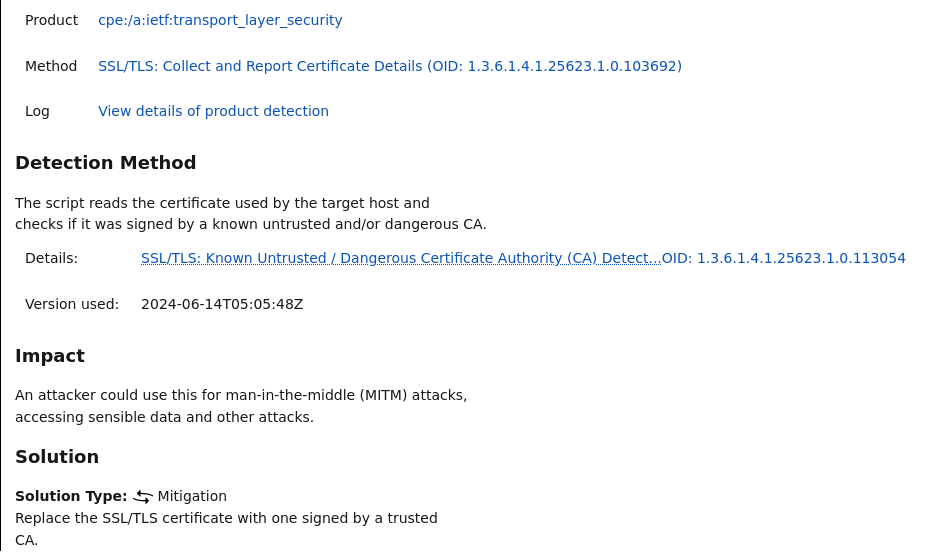 Product cpe:/a:ietf:transport_layer_security
Method SSL/TLS: Collect and Report Certificate Details (OID: 1.3.6.1.4.1.25623.1.0.103692)
Log View details of product detection
Detection Method
The script reads the certificate used by the target host and
checks if it was signed by a known untrusted and/or dangerous CA.
Details: SSL/TLS: Known Untrusted / Dangerous Certificate Authority (CA) Detect...OID: 1.3.6.1.4.1.25623.1.0.113054
Version used: 2024-06-14T05:05:48Z
Impact
An attacker could use this for man-in-the-middle (MITM) attacks,
accessing sensible data and other attacks.
Solution
Solution Type: Mitigation
Replace the SSL/TLS certificate with one signed by a trusted
CA.